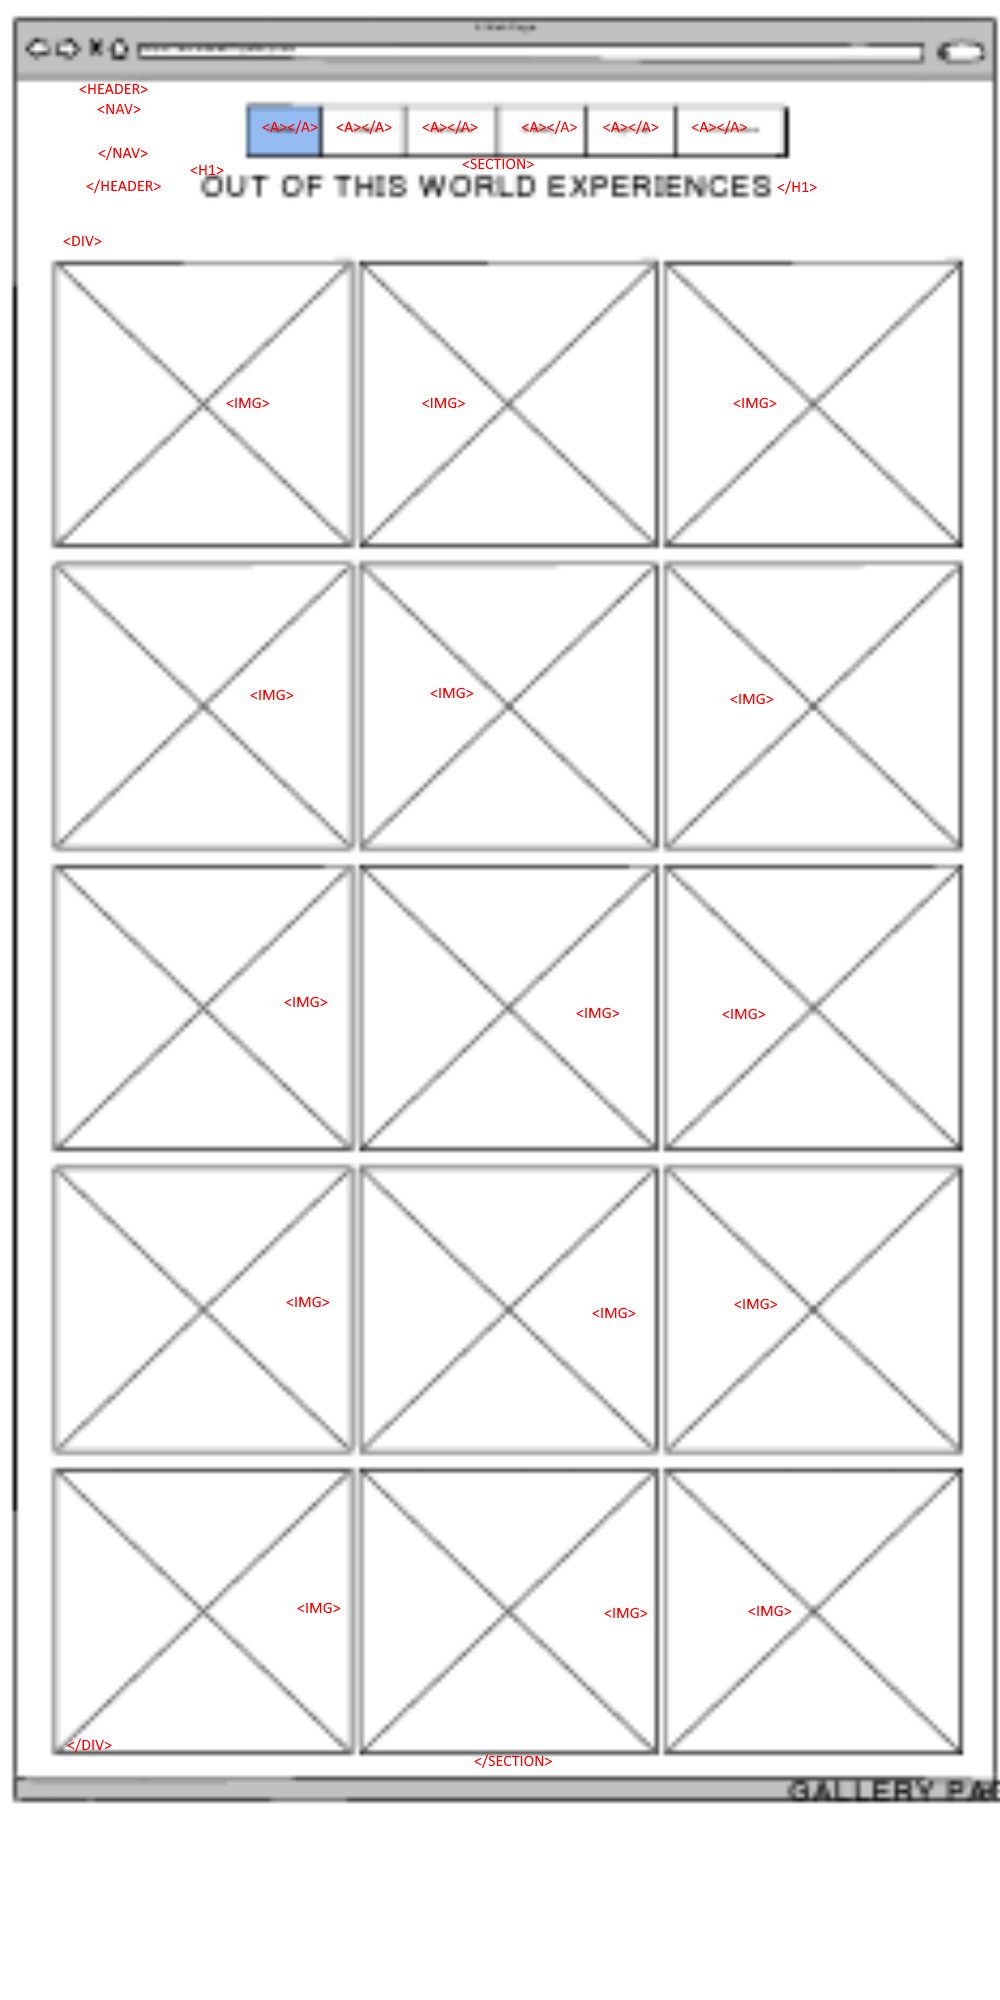 <HEADER>
<NAV>
<A></A> <A></A> <A></A> <A></A> <A></A> <A></A>
</NAV>
<SECTION>
<H1>
</HEADER>
OUT OF THIS WORLD EXPERIENCES </H1>
<DIV>
<IMG> <IMG> <IMG>
<IMG> <IMG> <IMG>
<IMG> <IMG> <IMG>
<IMG> <IMG> <IMG>
<IMG> <IMG> <IMG>
</DIV>
</SECTION>
GALLERY